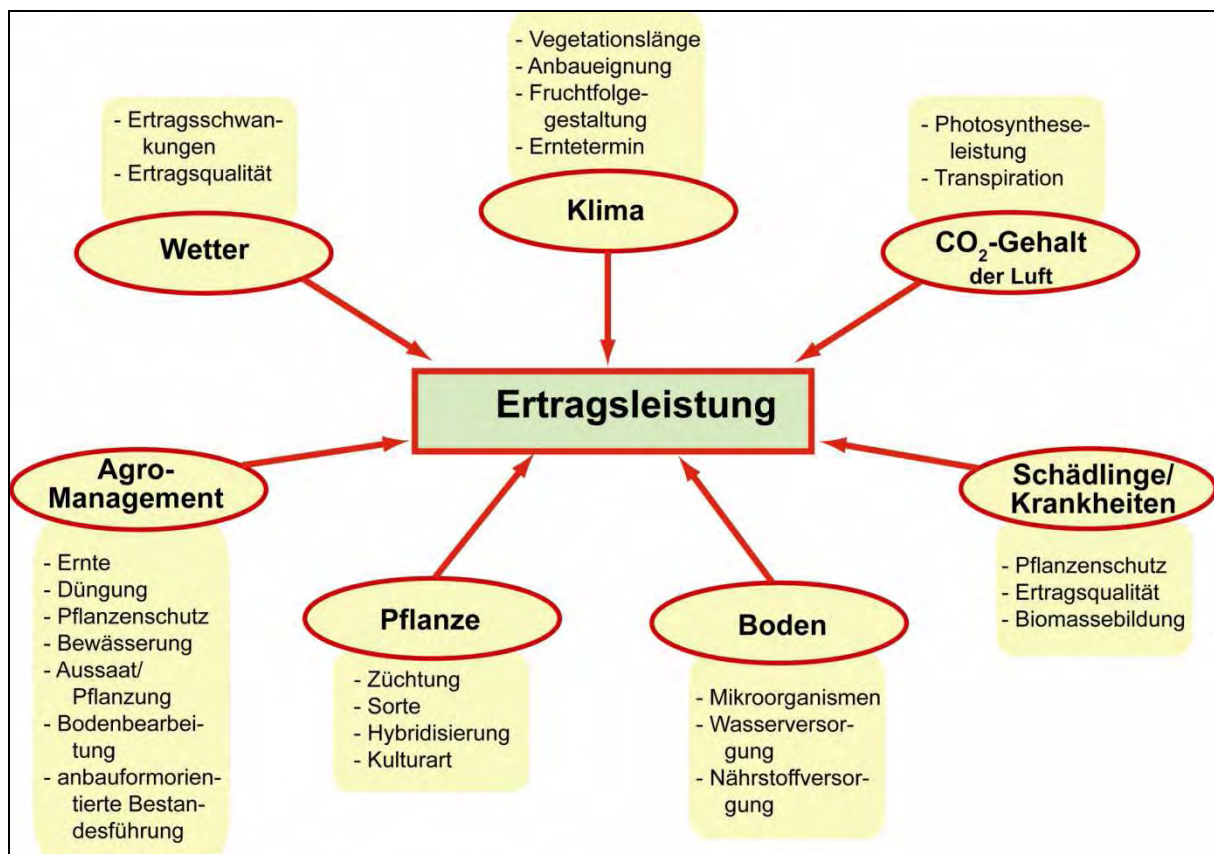 - Ertragsschwan-
kungen
- Ertragsqualität
Wetter
- Vegetationslänge
- Anbaueignung
- Fruchtfolge-
gestaltung
- Erntetermin
Klima
- Photosynthese-
leistung
- Transpiration
CO₂-Gehalt
der Luft
Ertragsleistung
Agro-
Management
- Ernte
- Düngung
- Pflanzenschutz
- Bewässerung
- Aussaat/
Pflanzung
- Bodenbearbei-
tung
- anbauformorien-
tierte Bestan-
desführung
Pflanze
- Züchtung
- Sorte
- Hybridisierung
- Kulturart
Boden
- Mikroorganismen
- Wasserversor-
gung
- Nährstoffversor-
gung
Schädlinge/
Krankheiten
- Pflanzenschutz
- Ertragsqualität
- Biomassebildung